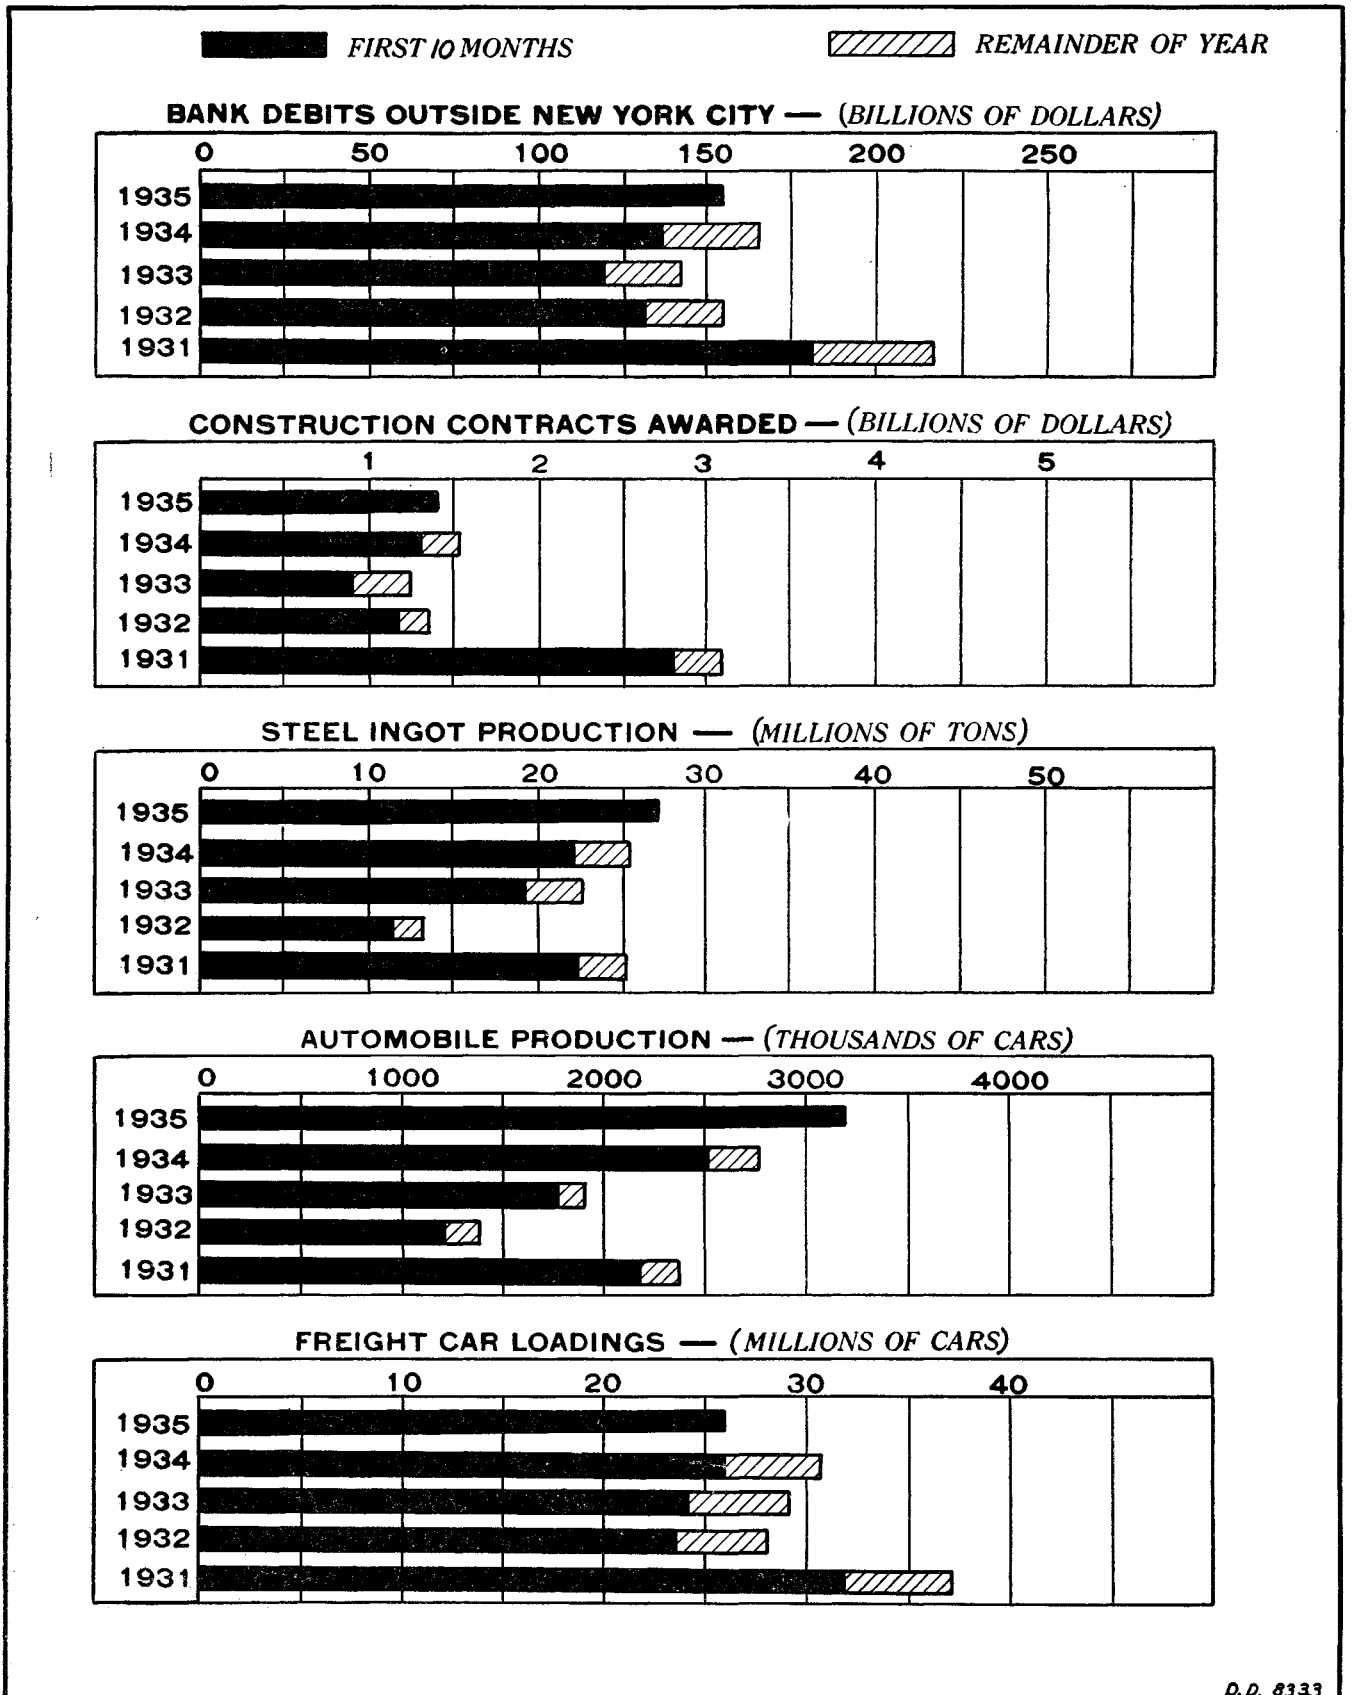 FIRST 10 MONTHS REMAINDER OF YEAR
BANK DEBITS OUTSIDE NEW YORK CITY — (BILLIONS OF DOLLARS)
0 50 100 150 200 250
1935
1934
1933
1932
1931
CONSTRUCTION CONTRACTS AWARDED — (BILLIONS OF DOLLARS)
1 2 3 4 5
1935
1934
1933
1932
1931
STEEL INGOT PRODUCTION — (MILLIONS OF TONS)
0 10 20 30 40 50
1935
1934
1933
1932
1931
AUTOMOBILE PRODUCTION — (THOUSANDS OF CARS)
0 1000 2000 3000 4000
1935
1934
1933
1932
1931
FREIGHT CAR LOADINGS — (MILLIONS OF CARS)
0 10 20 30 40
1935
1934
1933
1932
1931
D.D. 8333